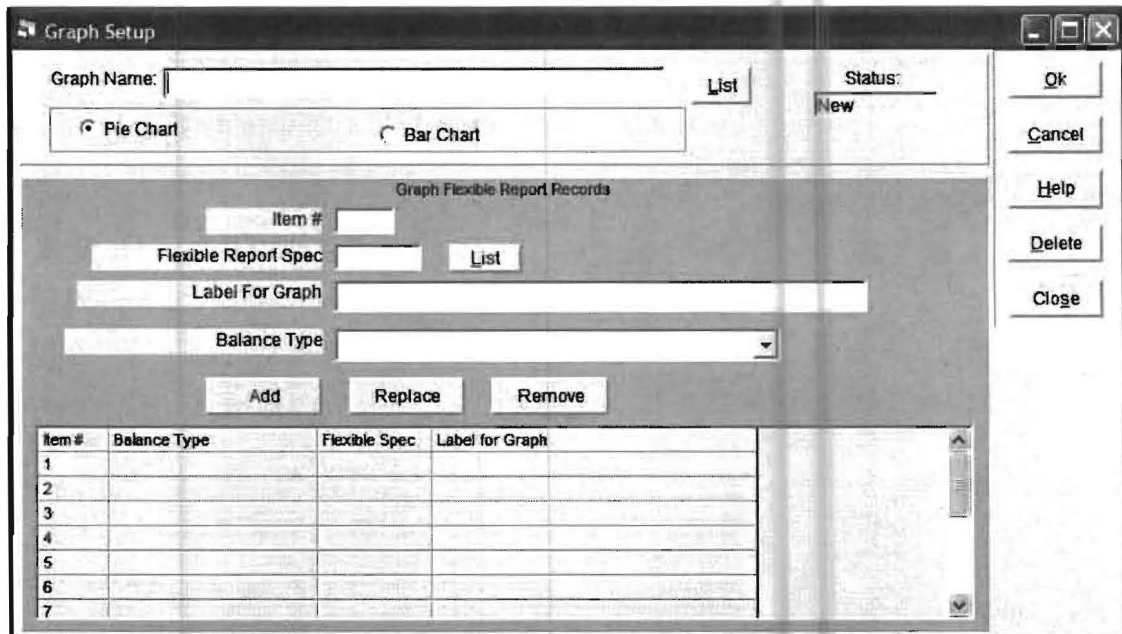 Graph Setup
Graph Name:
List
Status:
New
Pie Chart
Bar Chart
Ok
Cancel
Help
Delete
Close
Graph Flexible Report Records
Item #
Flexible Report Spec
List
Label For Graph
Balance Type
Add
Replace
Remove
Item # Balance Type Flexible Spec Label for Graph
1
2
3
4
5
6
7